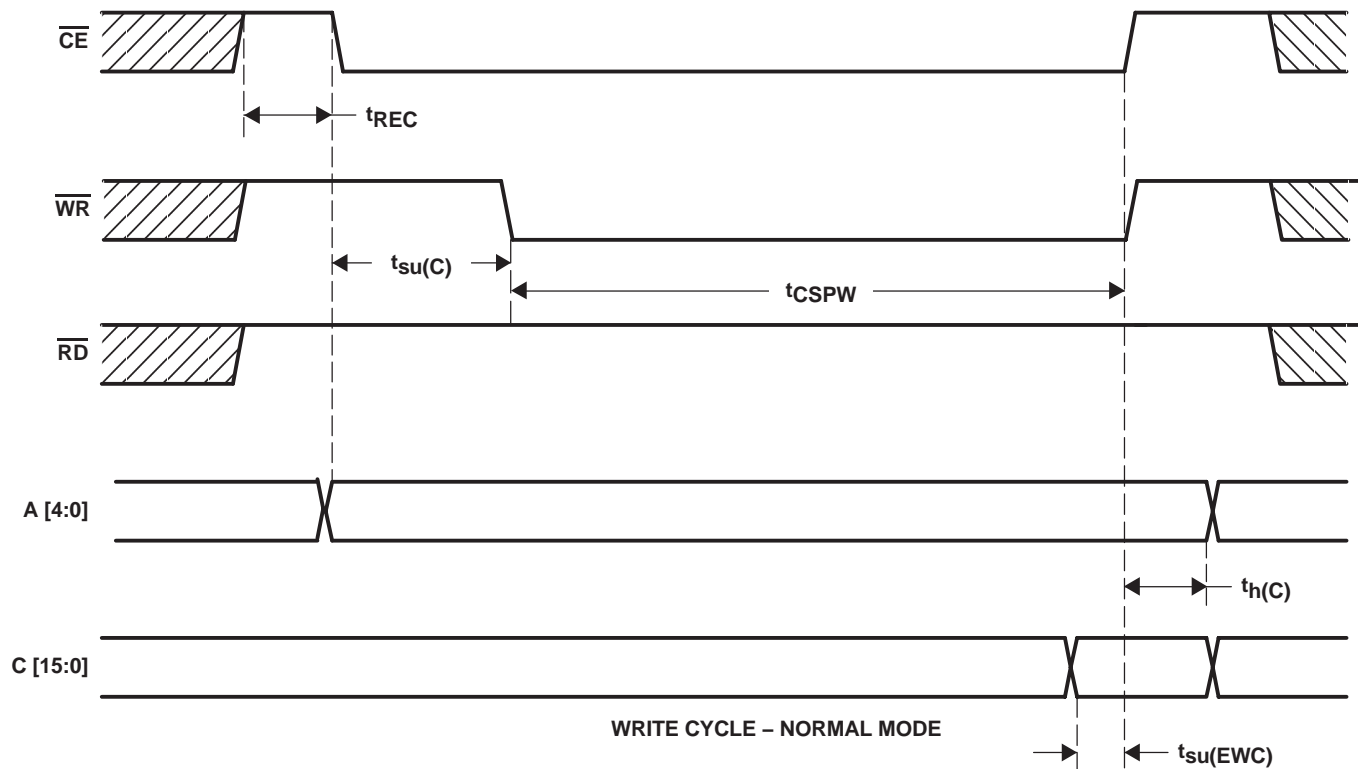 CE
tREC
WR
tsu(C)
tCSPW
RD
A [4:0]
th(C)
C [15:0]
WRITE CYCLE – NORMAL MODE
tsu(EWC)